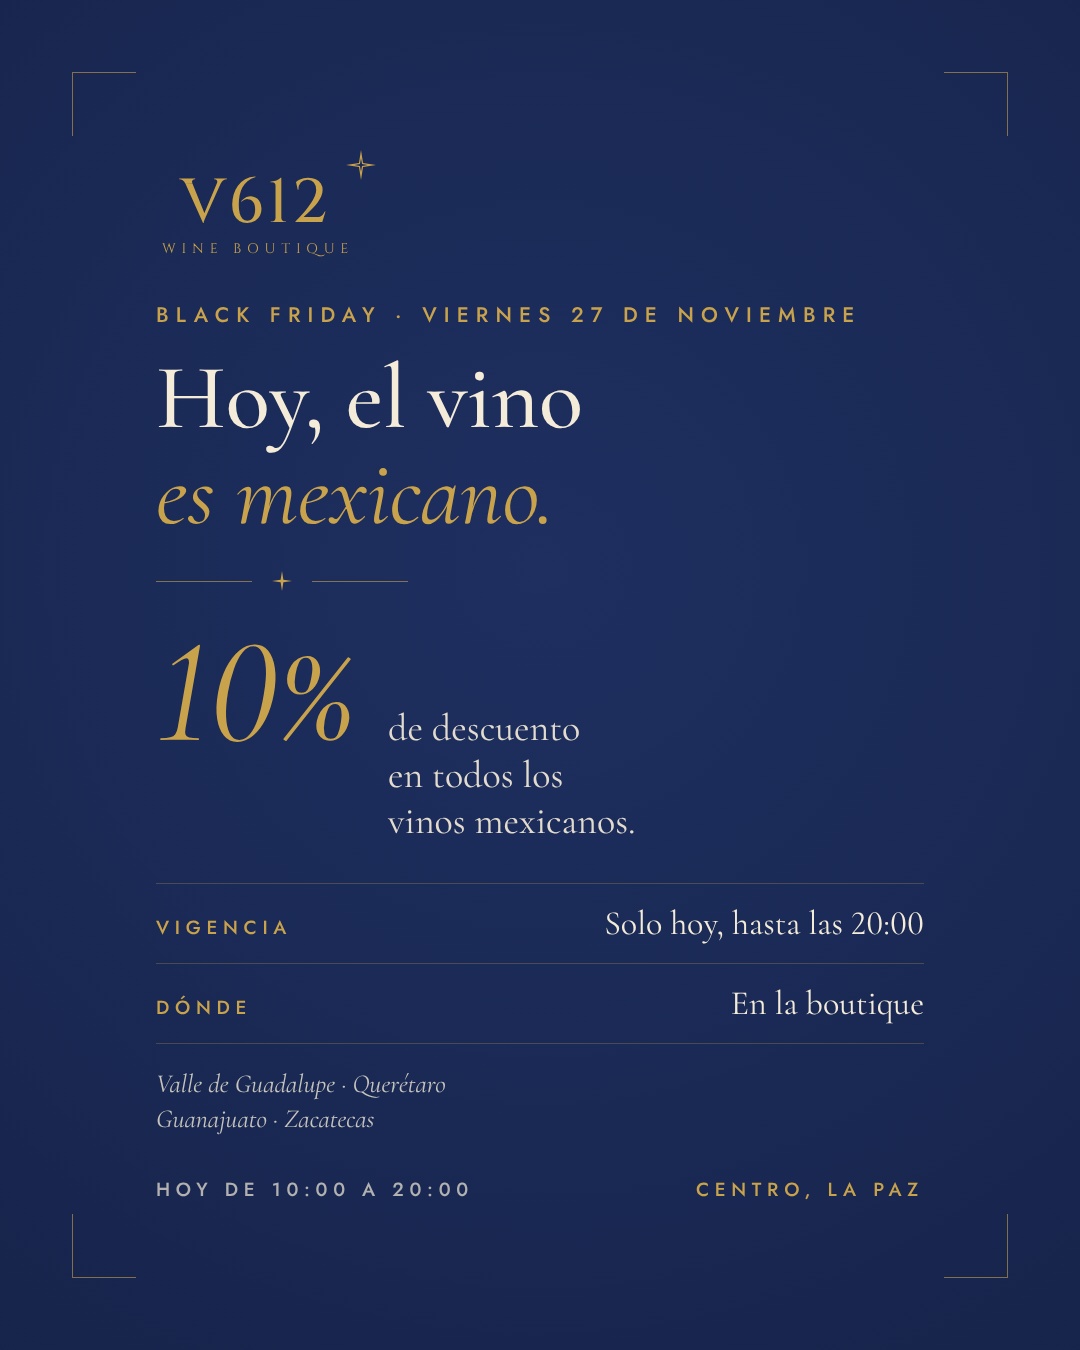 V612
WINE BOUTIQUE
BLACK FRIDAY · VIERNES 27 DE NOVIEMBRE
Hoy, el vino
es mexicano.
10%
de descuento
en todos los
vinos mexicanos.
VIGENCIA
Solo hoy, hasta las 20:00
DÓNDE
En la boutique
Valle de Guadalupe · Querétaro
Guanajuato · Zacatecas
HOY DE 10:00 A 20:00
CENTRO, LA PAZ